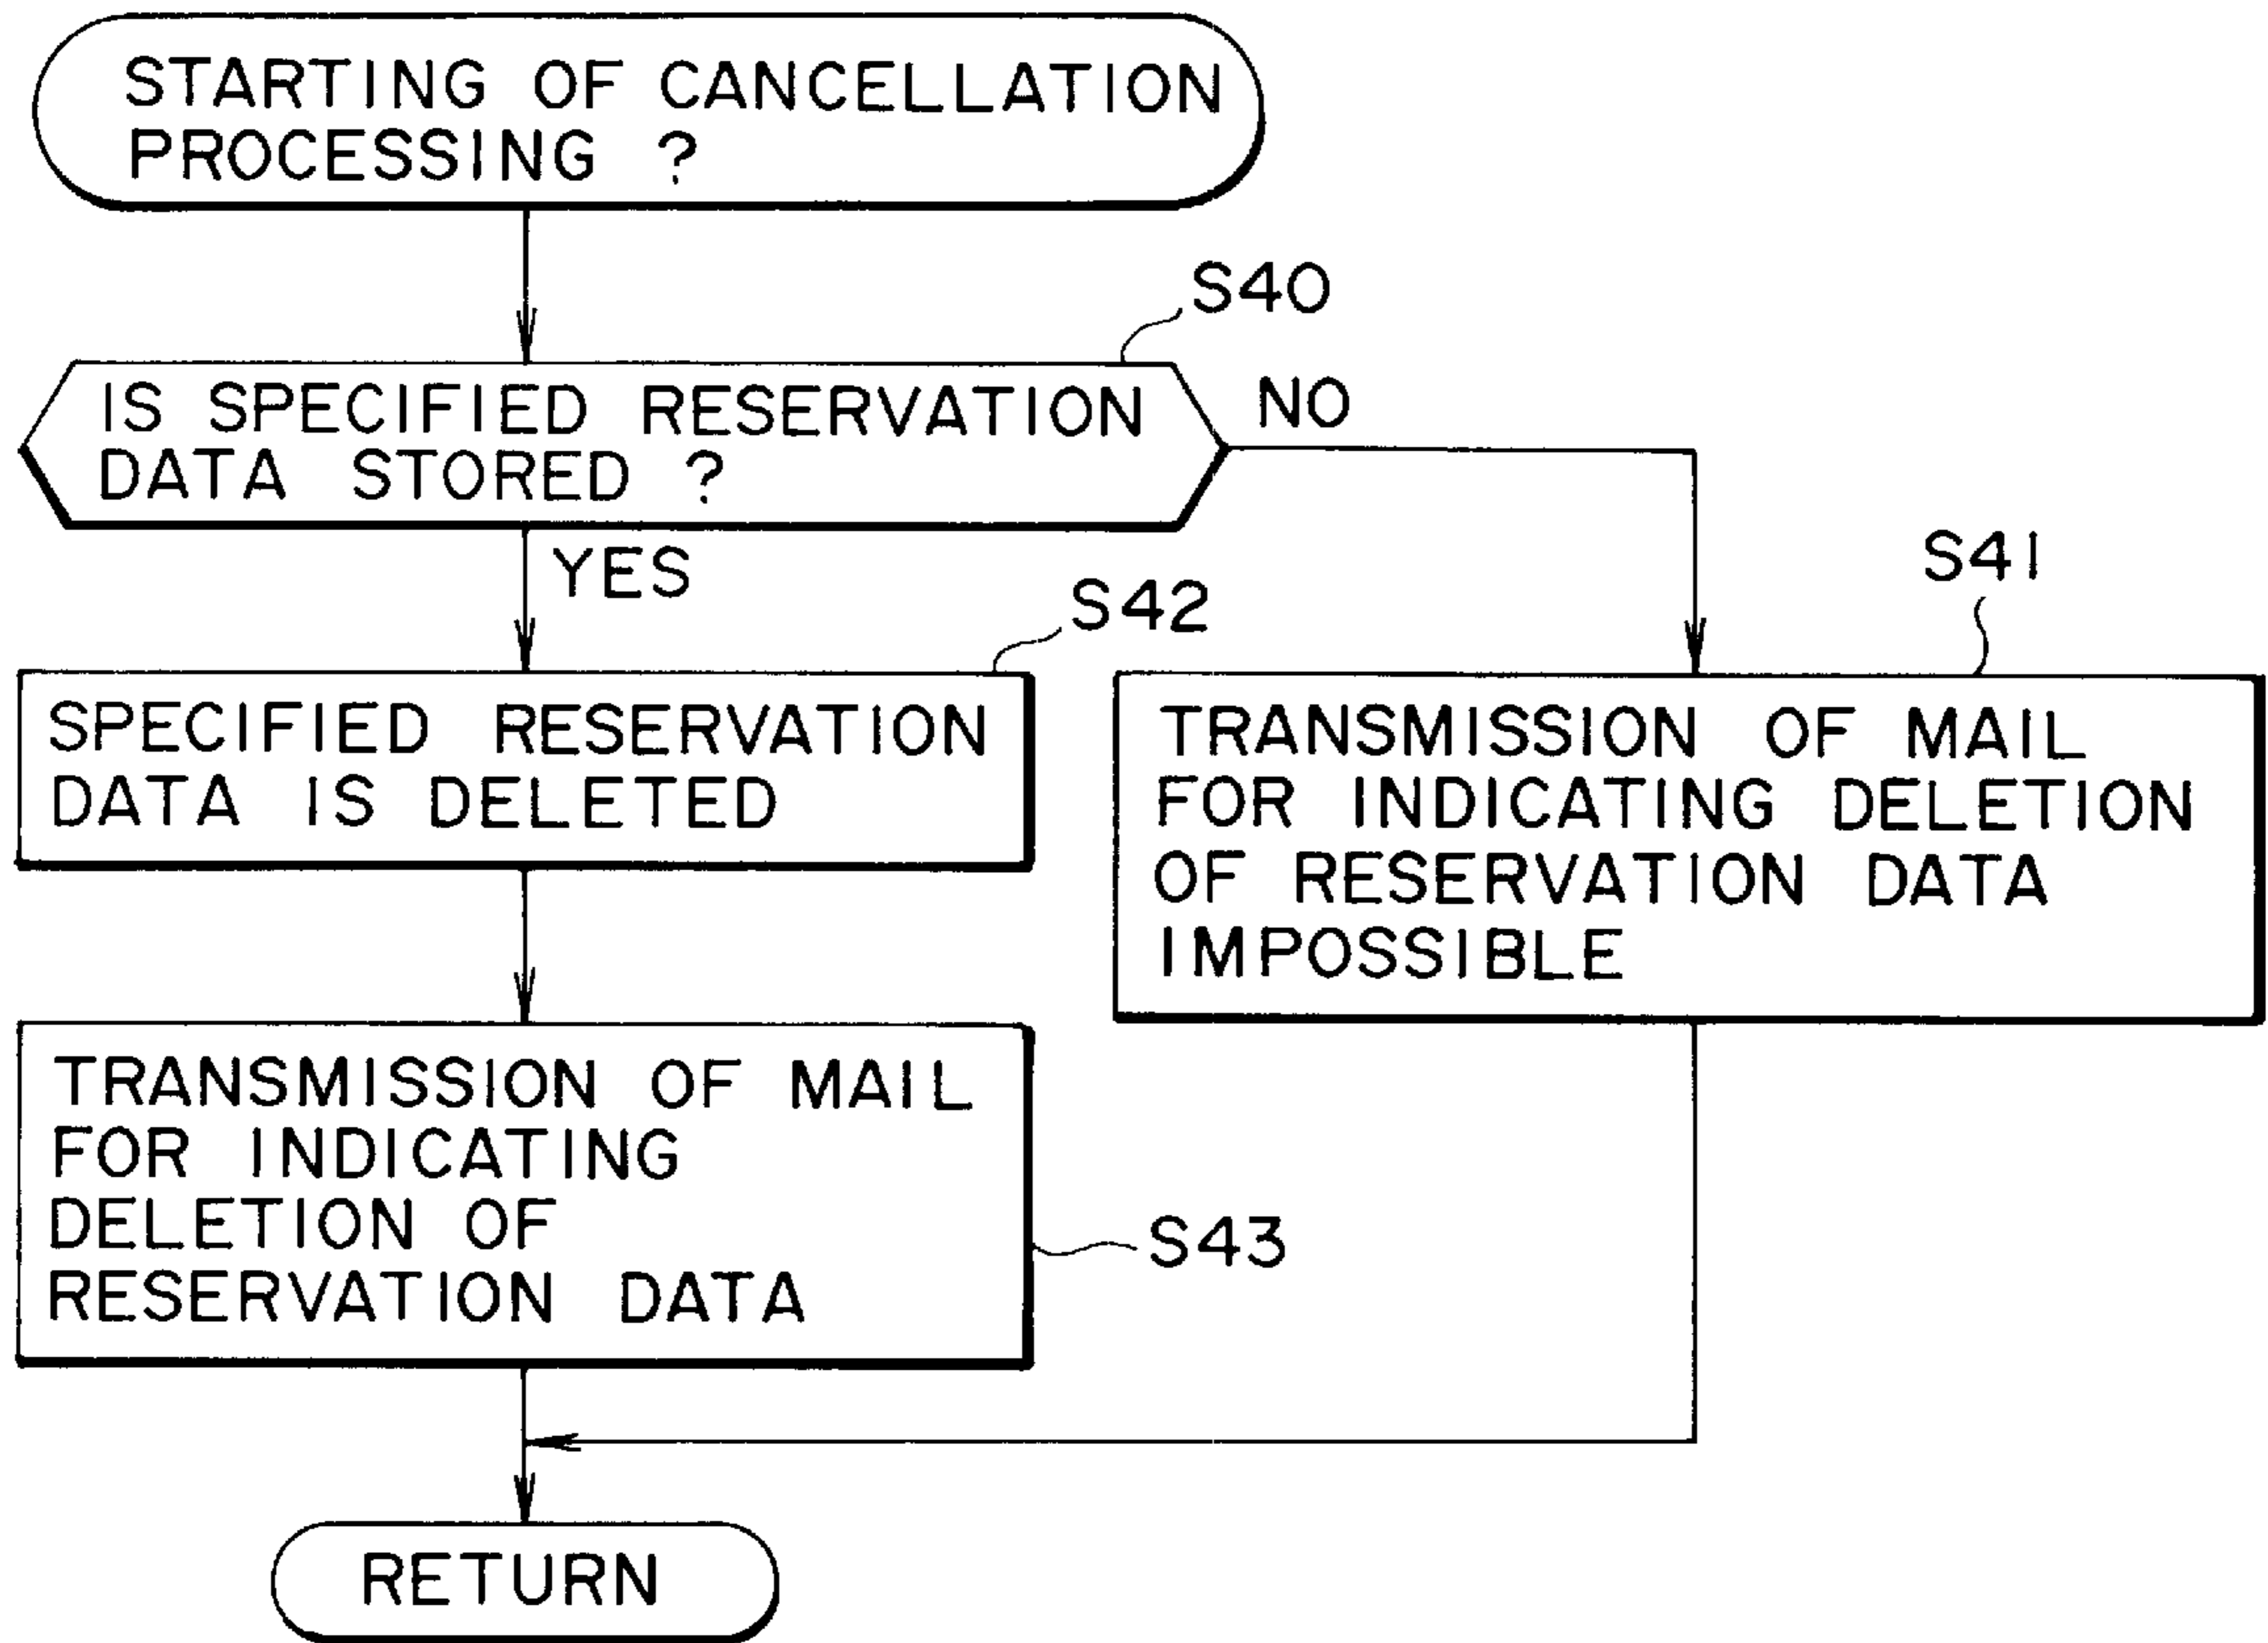 STARTING OF CANCELLATION
PROCESSING ?
S40
IS SPECIFIED RESERVATION
DATA STORED ?
NO
YES
S42
S41
SPECIFIED RESERVATION
DATA IS DELETED
TRANSMISSION OF MAIL
FOR INDICATING DELETION
OF RESERVATION DATA
IMPOSSIBLE
TRANSMISSION OF MAIL
FOR INDICATING
DELETION OF
RESERVATION DATA
S43
RETURN